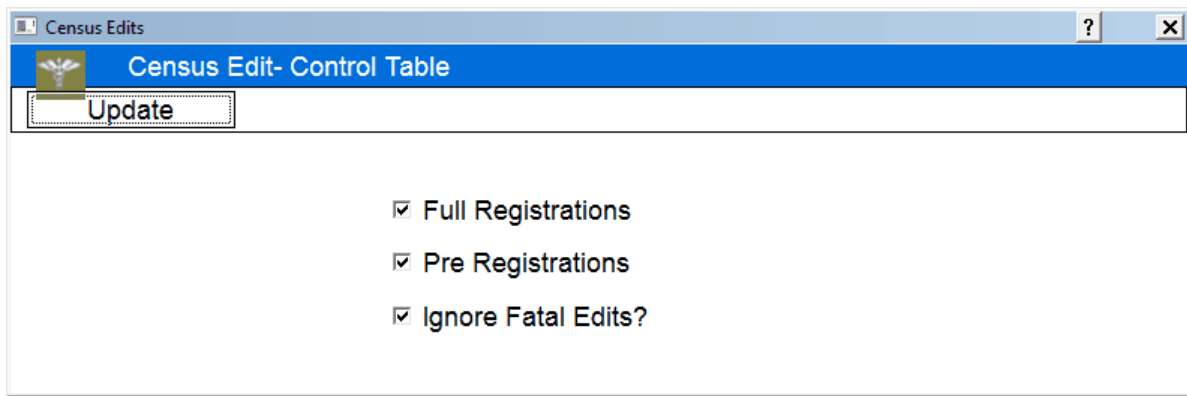 Census Edits
?
Census Edit- Control Table
Update
Full Registrations
Pre Registrations
Ignore Fatal Edits?